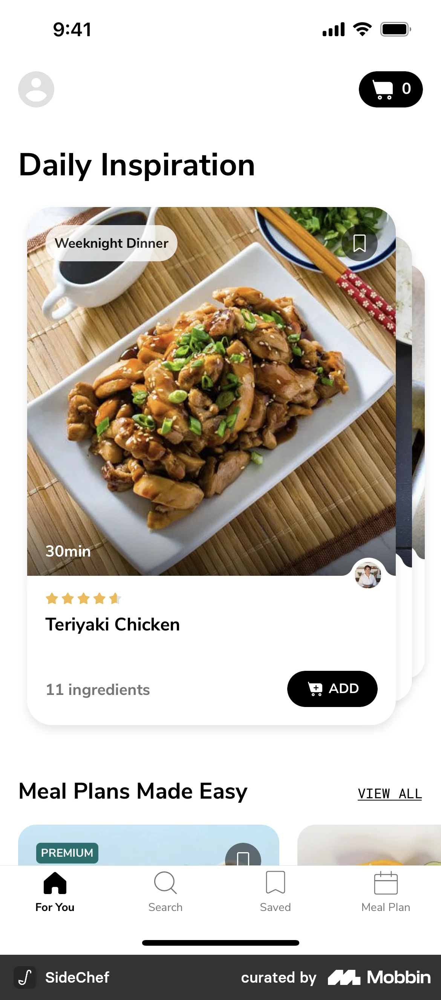 9:41
0
Daily Inspiration
Weeknight Dinner
30min
Teriyaki Chicken
11 ingredients
ADD
Meal Plans Made Easy
VIEW ALL
PREMIUM
For You
Search
Saved
Meal Plan
SideChef
curated by Mobbin